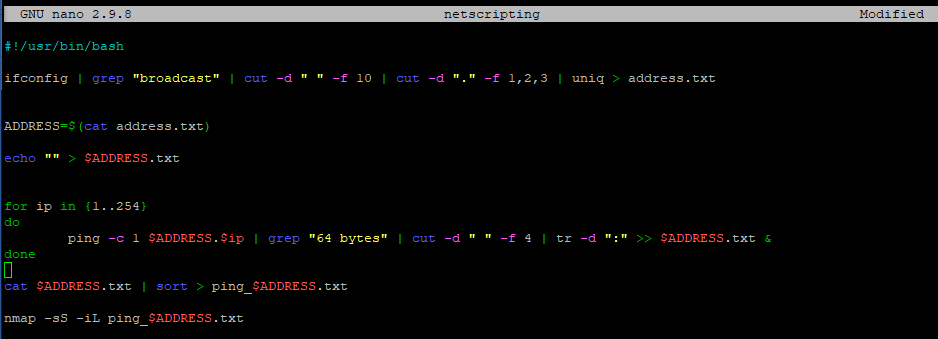 GNU nano 2.9.8 netscripting Modified
#!/usr/bin/bash
ifconfig | grep "broadcast" | cut -d " " -f 10 | cut -d "." -f 1,2,3 | uniq > address.txt
ADDRESS=$(cat address.txt)
echo "" > $ADDRESS.txt
for ip in {1..254}
do
ping -c 1 $ADDRESS.$ip | grep "64 bytes" | cut -d " " -f 4 | tr -d ":" >> $ADDRESS.txt &
done
cat $ADDRESS.txt | sort > ping_$ADDRESS.txt
nmap -sS -iL ping_$ADDRESS.txt